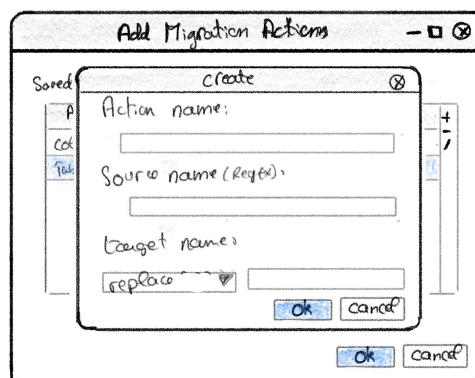 Add Migration Actions
Saved
create
Action name:
Source name (Regex):
target name:
replace
ok cancel
ok cancel